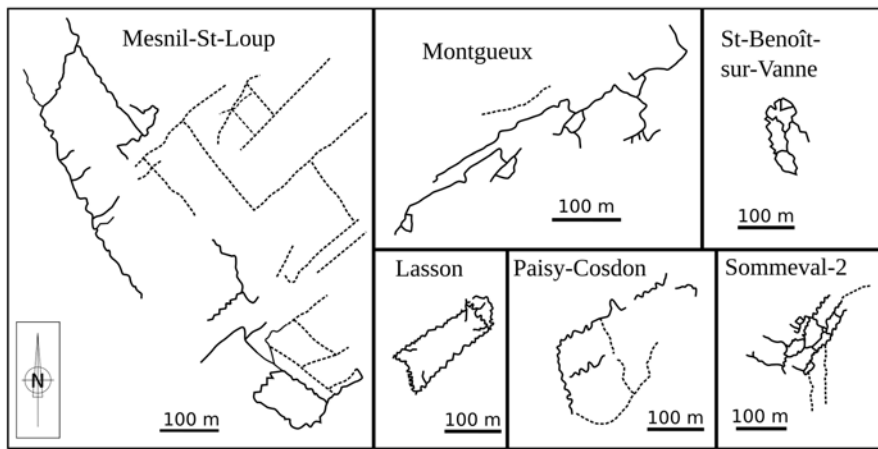 Mesnil-St-Loup
Montgueux
St-Benoît-
sur-Vanne
100 m
100 m
Lasson
Paisy-Cosdon
Sommeval-2
N
100 m
100 m
100 m
100 m